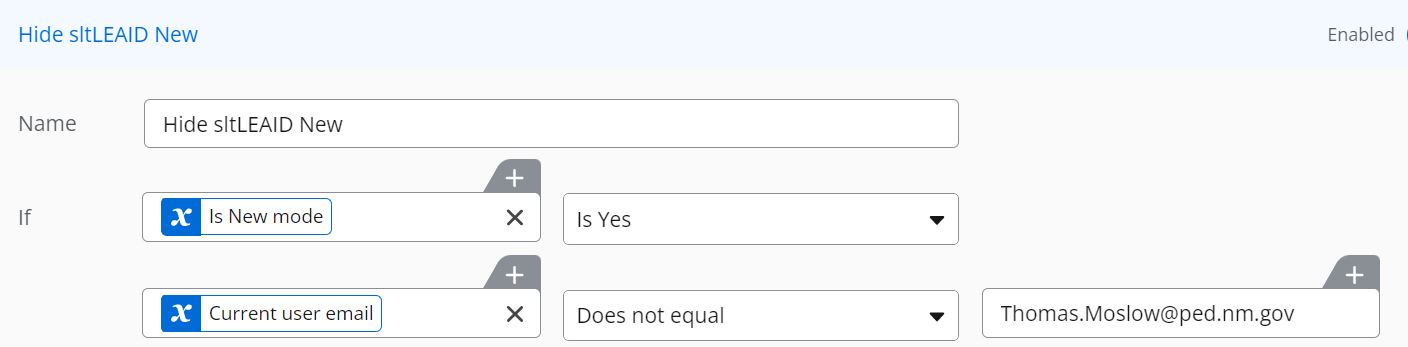 Hide sltLEAID New
Enabled
Name
Hide sltLEAID New
If
Is New mode
Is Yes
Current user email
Does not equal
Thomas.Moslow@ped.nm.gov